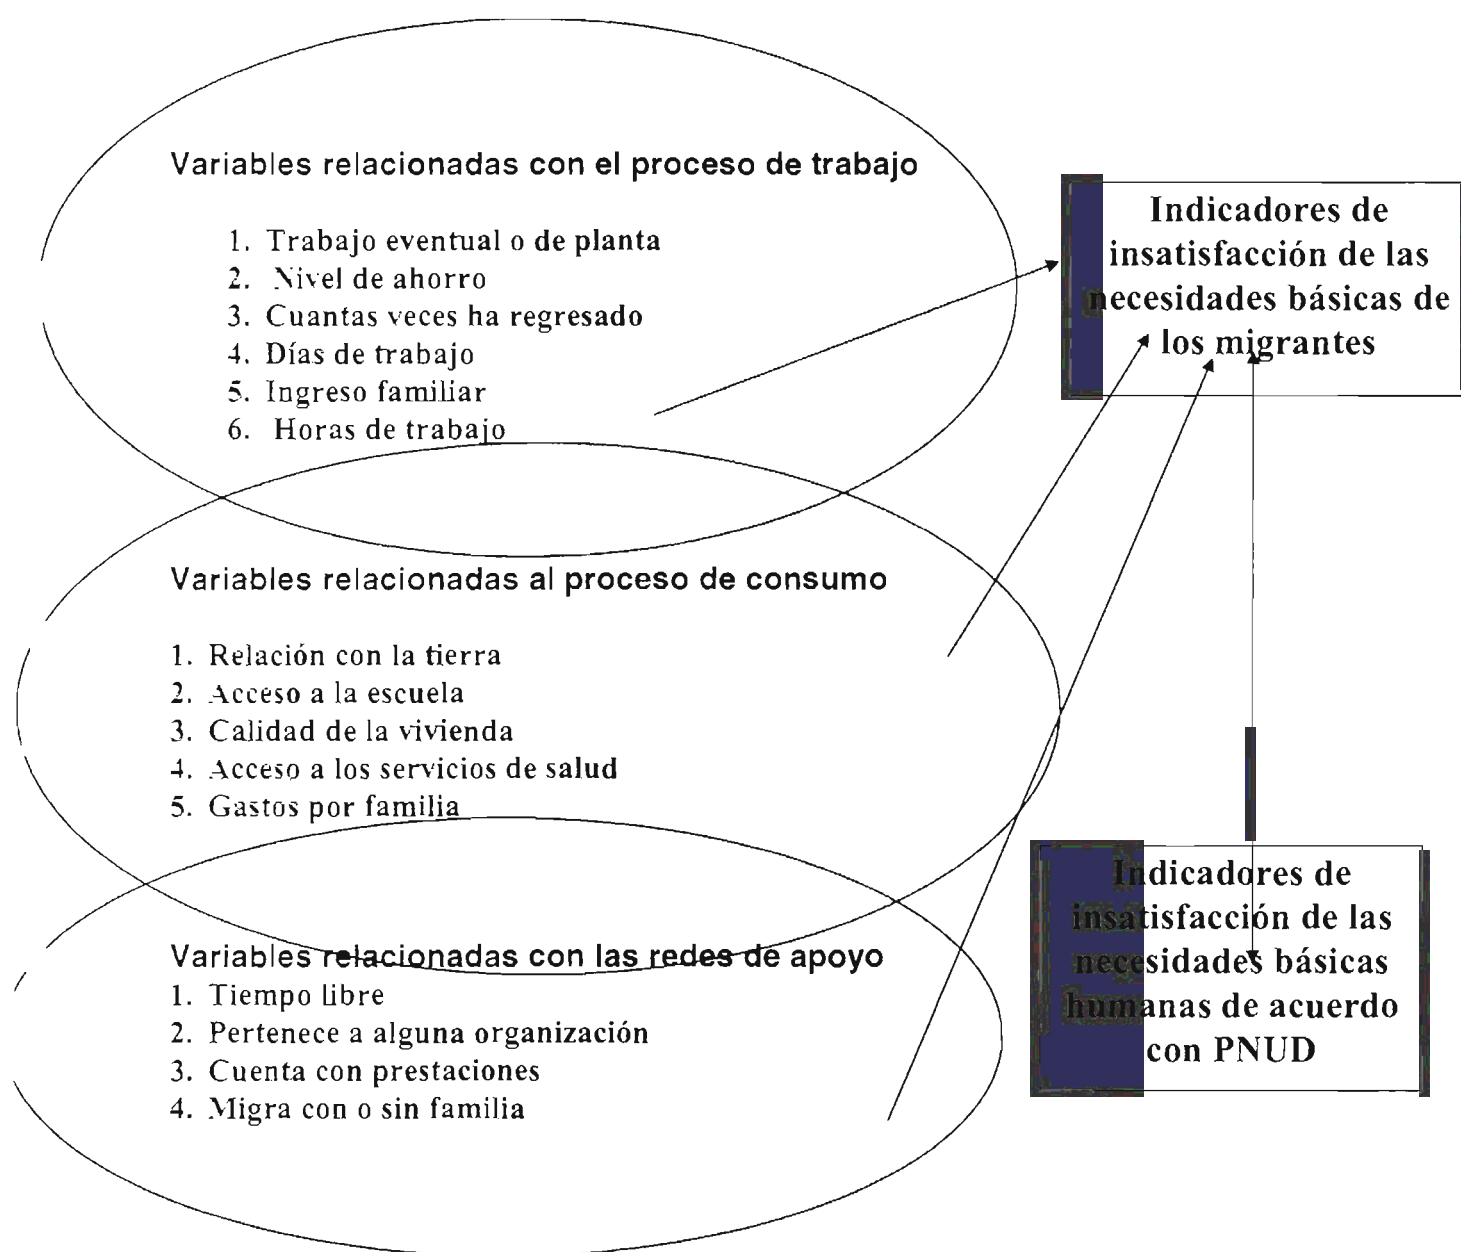 Variables relacionadas con el proceso de trabajo
1. Trabajo eventual o de planta
2. Nivel de ahorro
3. Cuantas veces ha regresado
4. Días de trabajo
5. Ingreso familiar
6. Horas de trabajo
Indicadores de
insatisfacción de las
necesidades básicas de
los migrantes
Variables relacionadas al proceso de consumo
1. Relación con la tierra
2. Acceso a la escuela
3. Calidad de la vivienda
4. Acceso a los servicios de salud
5. Gastos por familia
Variables relacionadas con las redes de apoyo
1. Tiempo libre
2. Pertenece a alguna organización
3. Cuenta con prestaciones
4. Migra con o sin familia
Indicadores de
insatisfacción de las
necesidades básicas
humanas de acuerdo
con PNUD